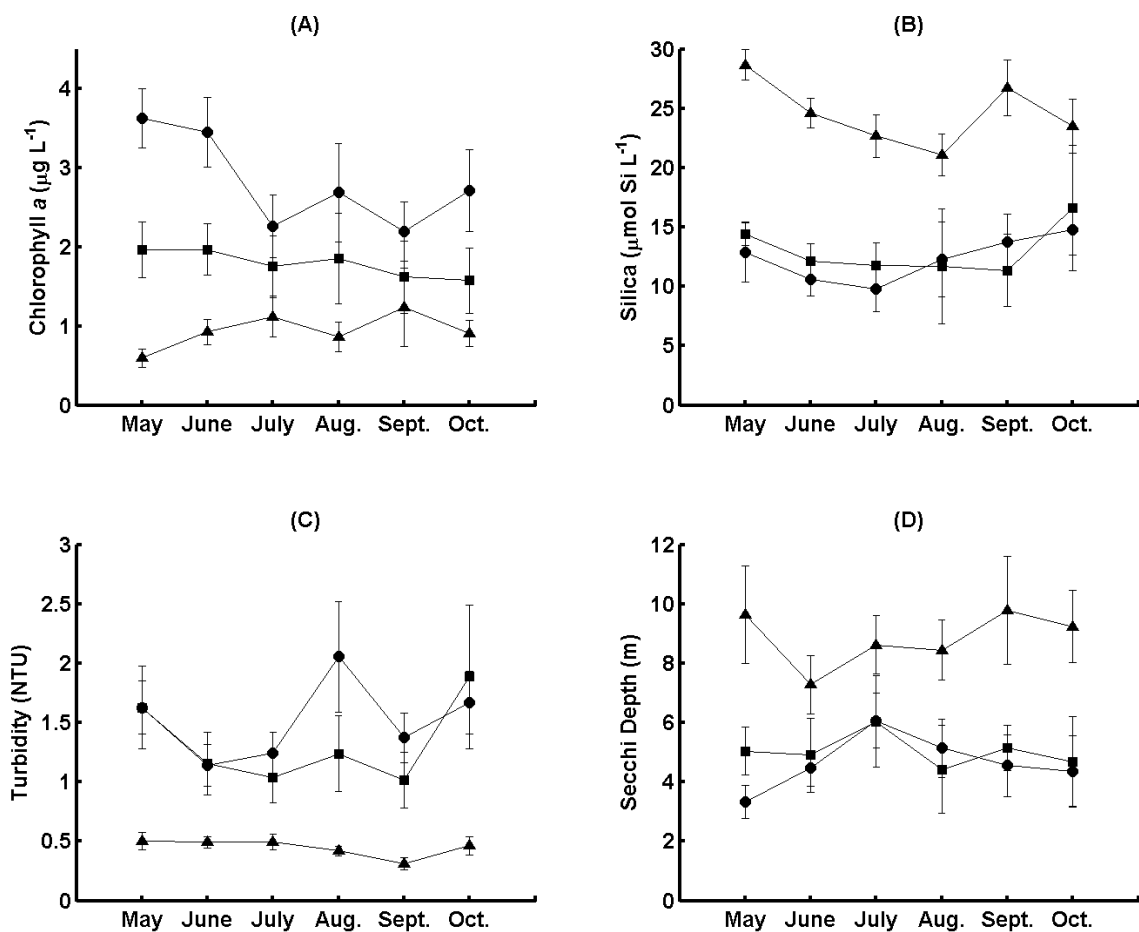 (A)
Chlorophyll a (μg L⁻¹)
4
3
2
1
0
May June July Aug. Sept. Oct.
(B)
Silica (μmol Si L⁻¹)
30
25
20
15
10
5
0
May June July Aug. Sept. Oct.
(C)
Turbidity (NTU)
3
2.5
2
1.5
1
0.5
0
May June July Aug. Sept. Oct.
(D)
Secchi Depth (m)
12
10
8
6
4
2
0
May June July Aug. Sept. Oct.